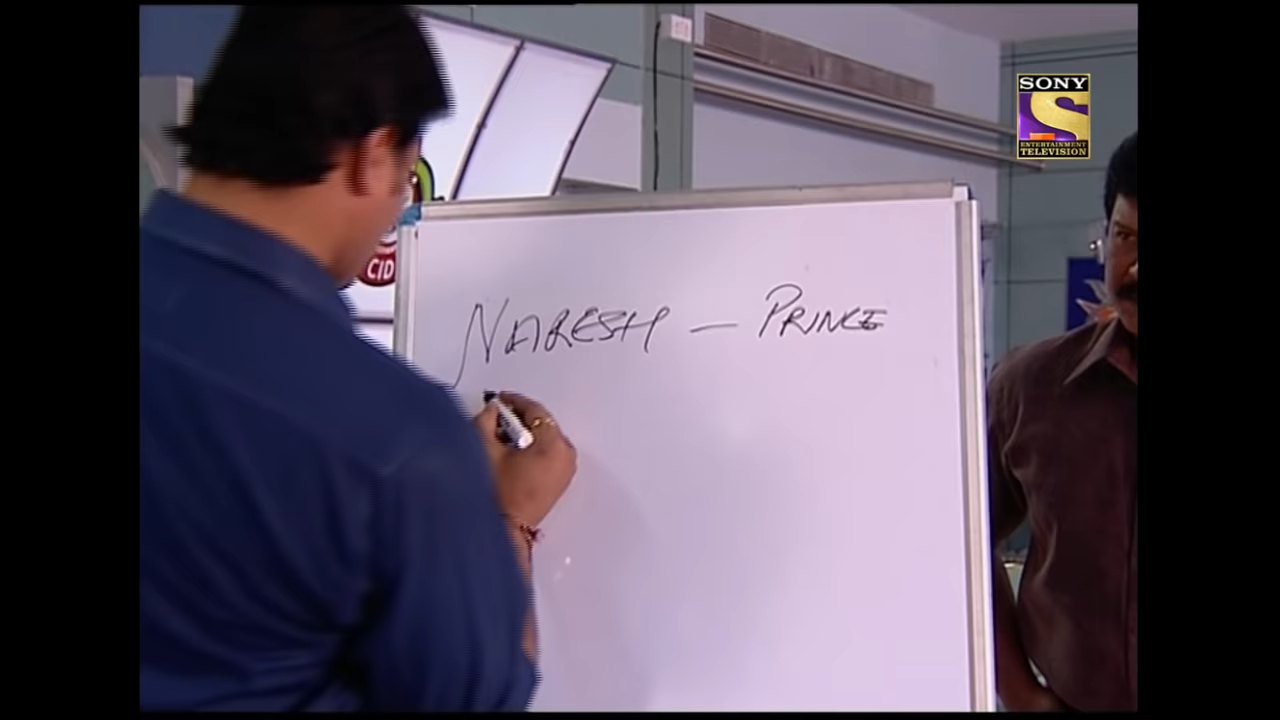 SONY
ENTERTAINMENT
TELEVISION
CID
NARESH — PRINCE